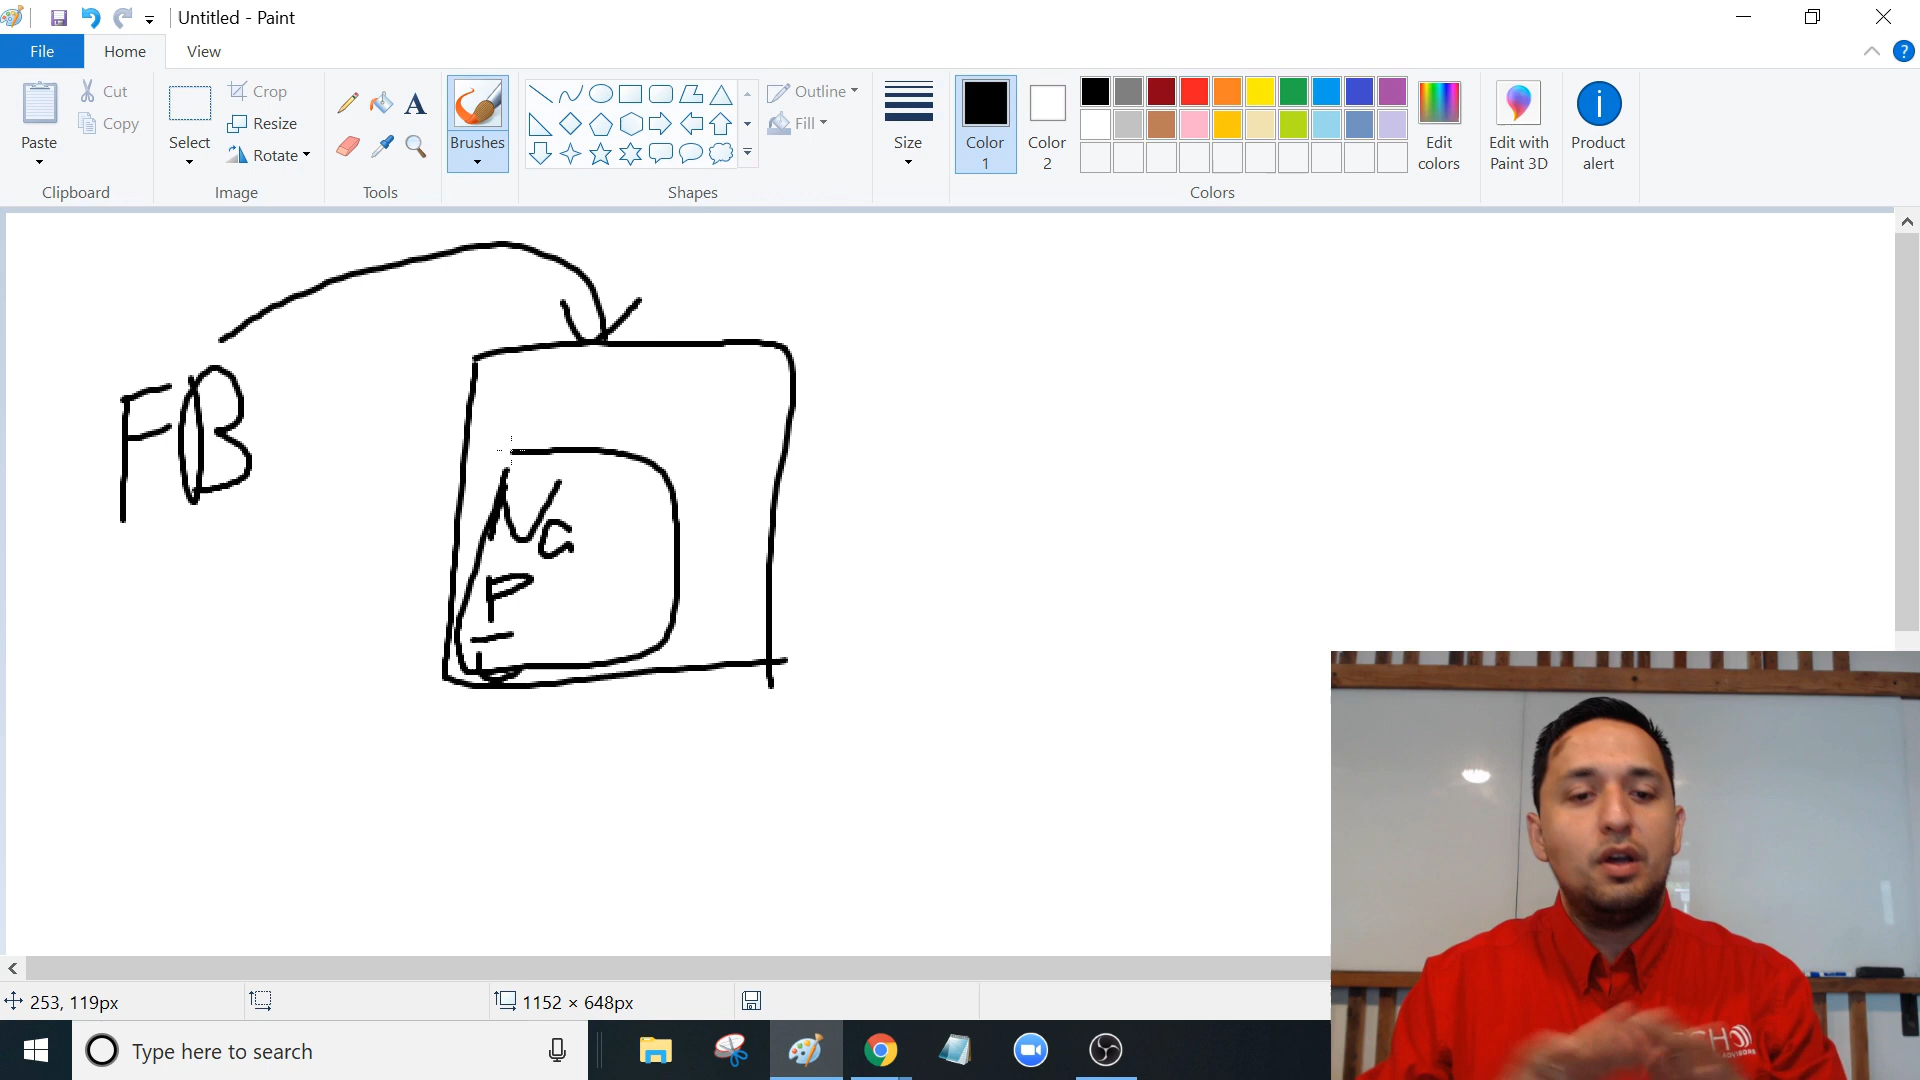 Untitled - Paint
File Home View
Paste
Cut
Copy
Clipboard
Select
Crop
Resize
Rotate
Image
A
Tools
Brushes
Shapes
Outline
Fill
Size
Color 1
Color 2
Colors
Edit colors
Edit with Paint 3D
Product alert
FB
Na
P
253, 119px
1152 × 648px
Type here to search